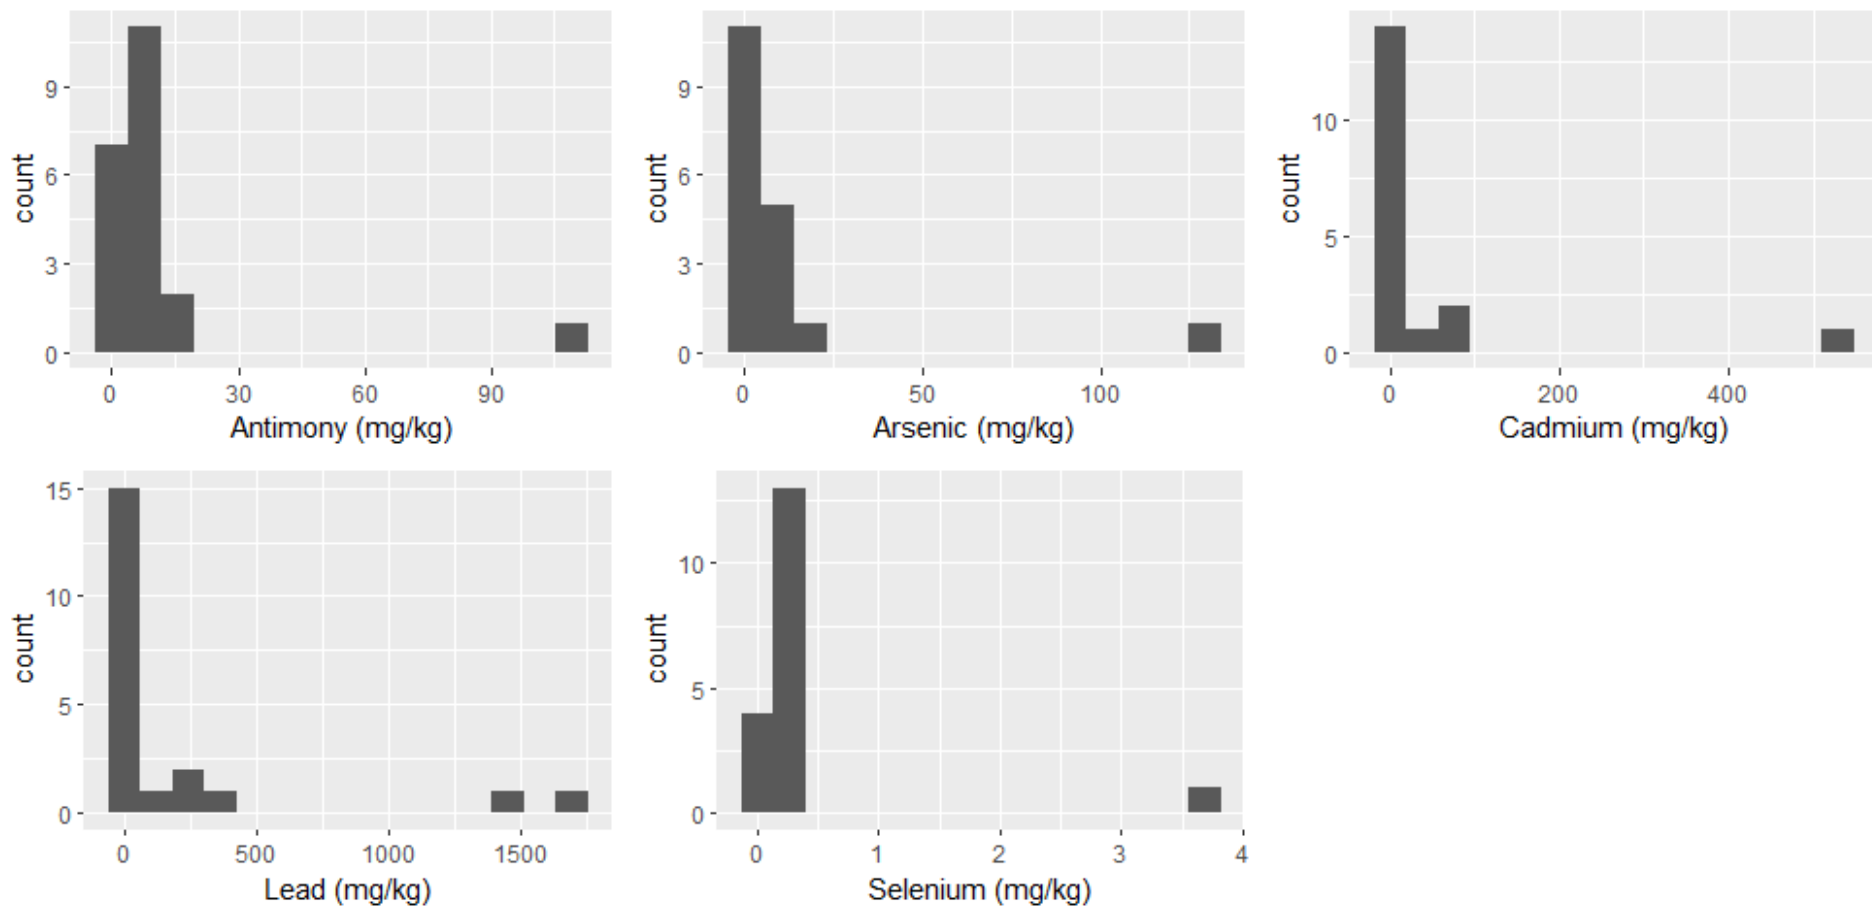 count
9
6
3
0
0 30 60 90
Antimony (mg/kg)
count
9
6
3
0
0 50 100
Arsenic (mg/kg)
count
10
5
0
0 200 400
Cadmium (mg/kg)
count
15
10
5
0
0 500 1000 1500
Lead (mg/kg)
count
10
5
0
0 1 2 3 4
Selenium (mg/kg)